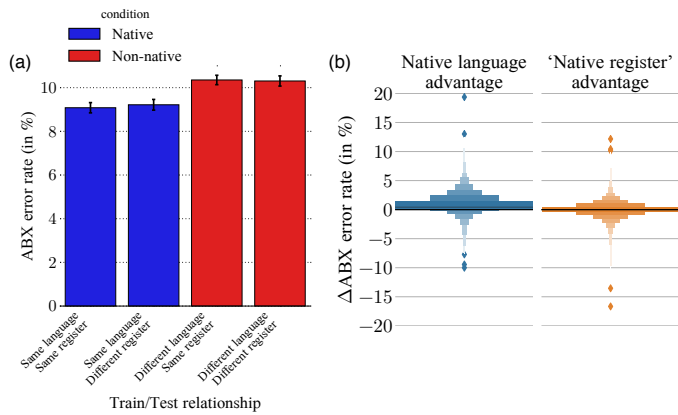 condition
Native
Non-native
(a)
ABX error rate (in %)
10
8
6
4
2
0
Same language
Same register
Same language
Different register
Different language
Same register
Different language
Different register
Train/Test relationship
(b)
Native language
advantage
‘Native register’
advantage
ΔABX error rate (in %)
20
15
10
5
0
−5
−10
−15
−20